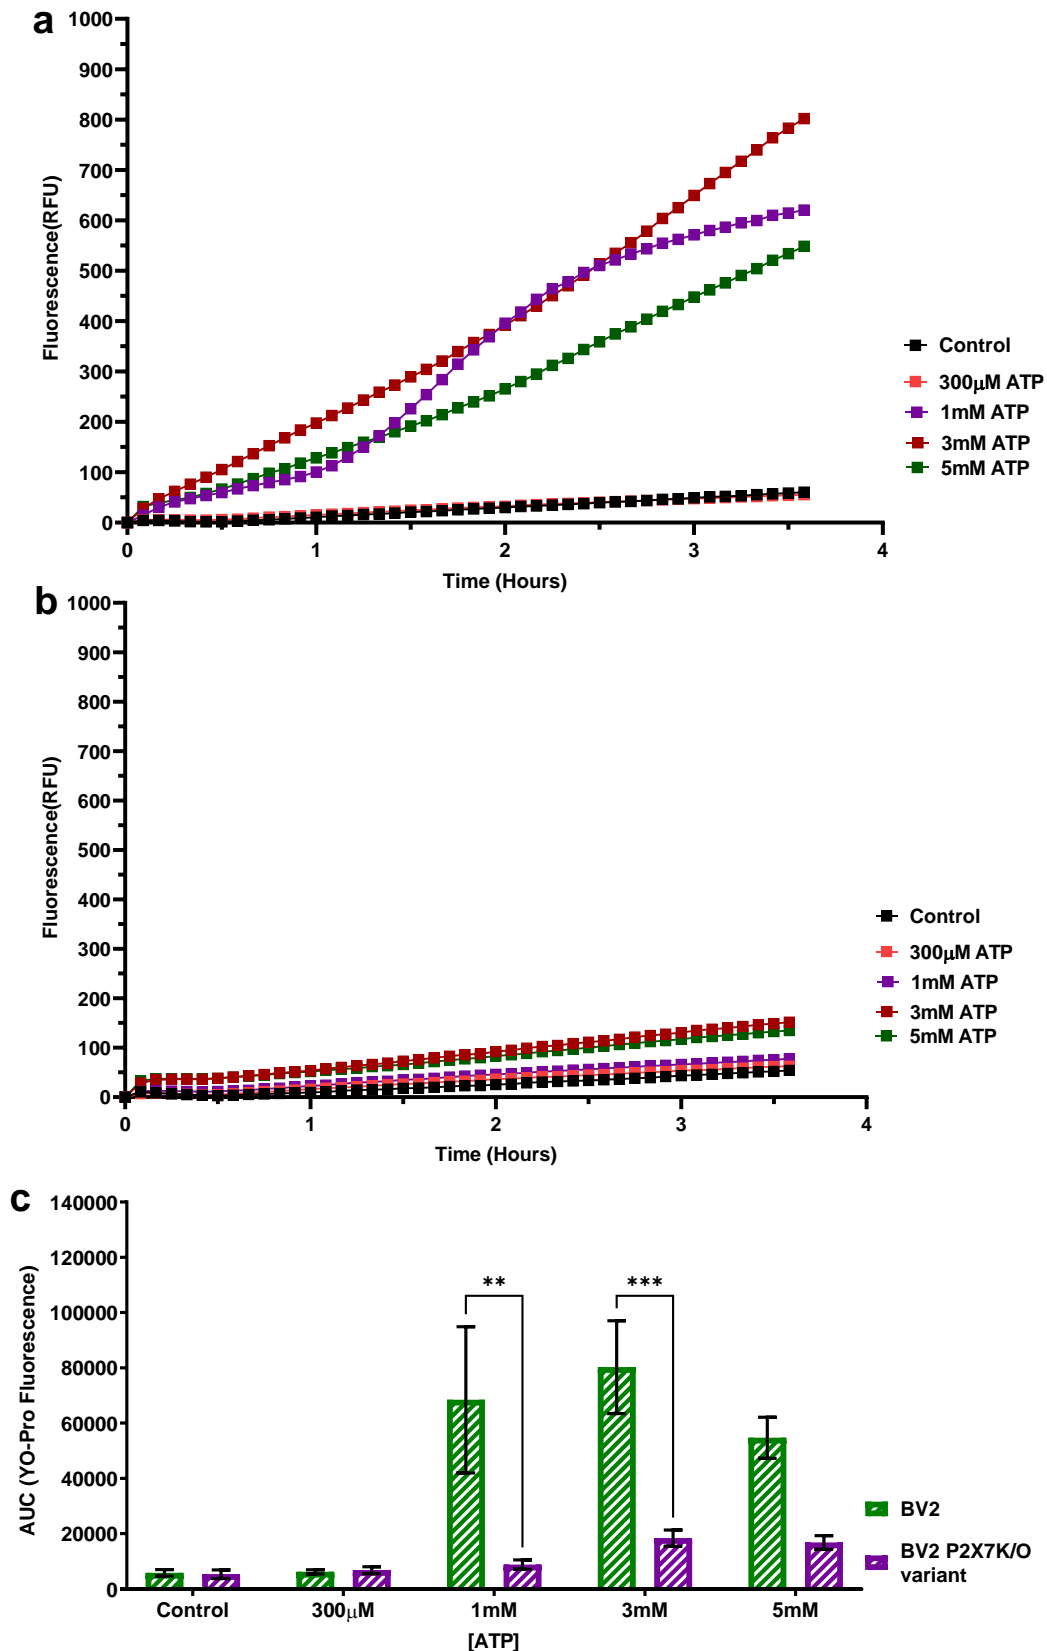 a
1000
900
800
700
600
500
400
300
200
100
0
Fluorescence(RFU)
0 1 2 3 4
Time (Hours)
Control
300μM ATP
1mM ATP
3mM ATP
5mM ATP
b
1000
900
800
700
600
500
400
300
200
100
0
Fluorescence(RFU)
0 1 2 3 4
Time (Hours)
Control
300μM ATP
1mM ATP
3mM ATP
5mM ATP
c
140000
120000
100000
80000
60000
40000
20000
0
AUC (YO-Pro Fluorescence)
** ***
Control 300μM 1mM 3mM 5mM
[ATP]
BV2
BV2 P2X7K/O
variant